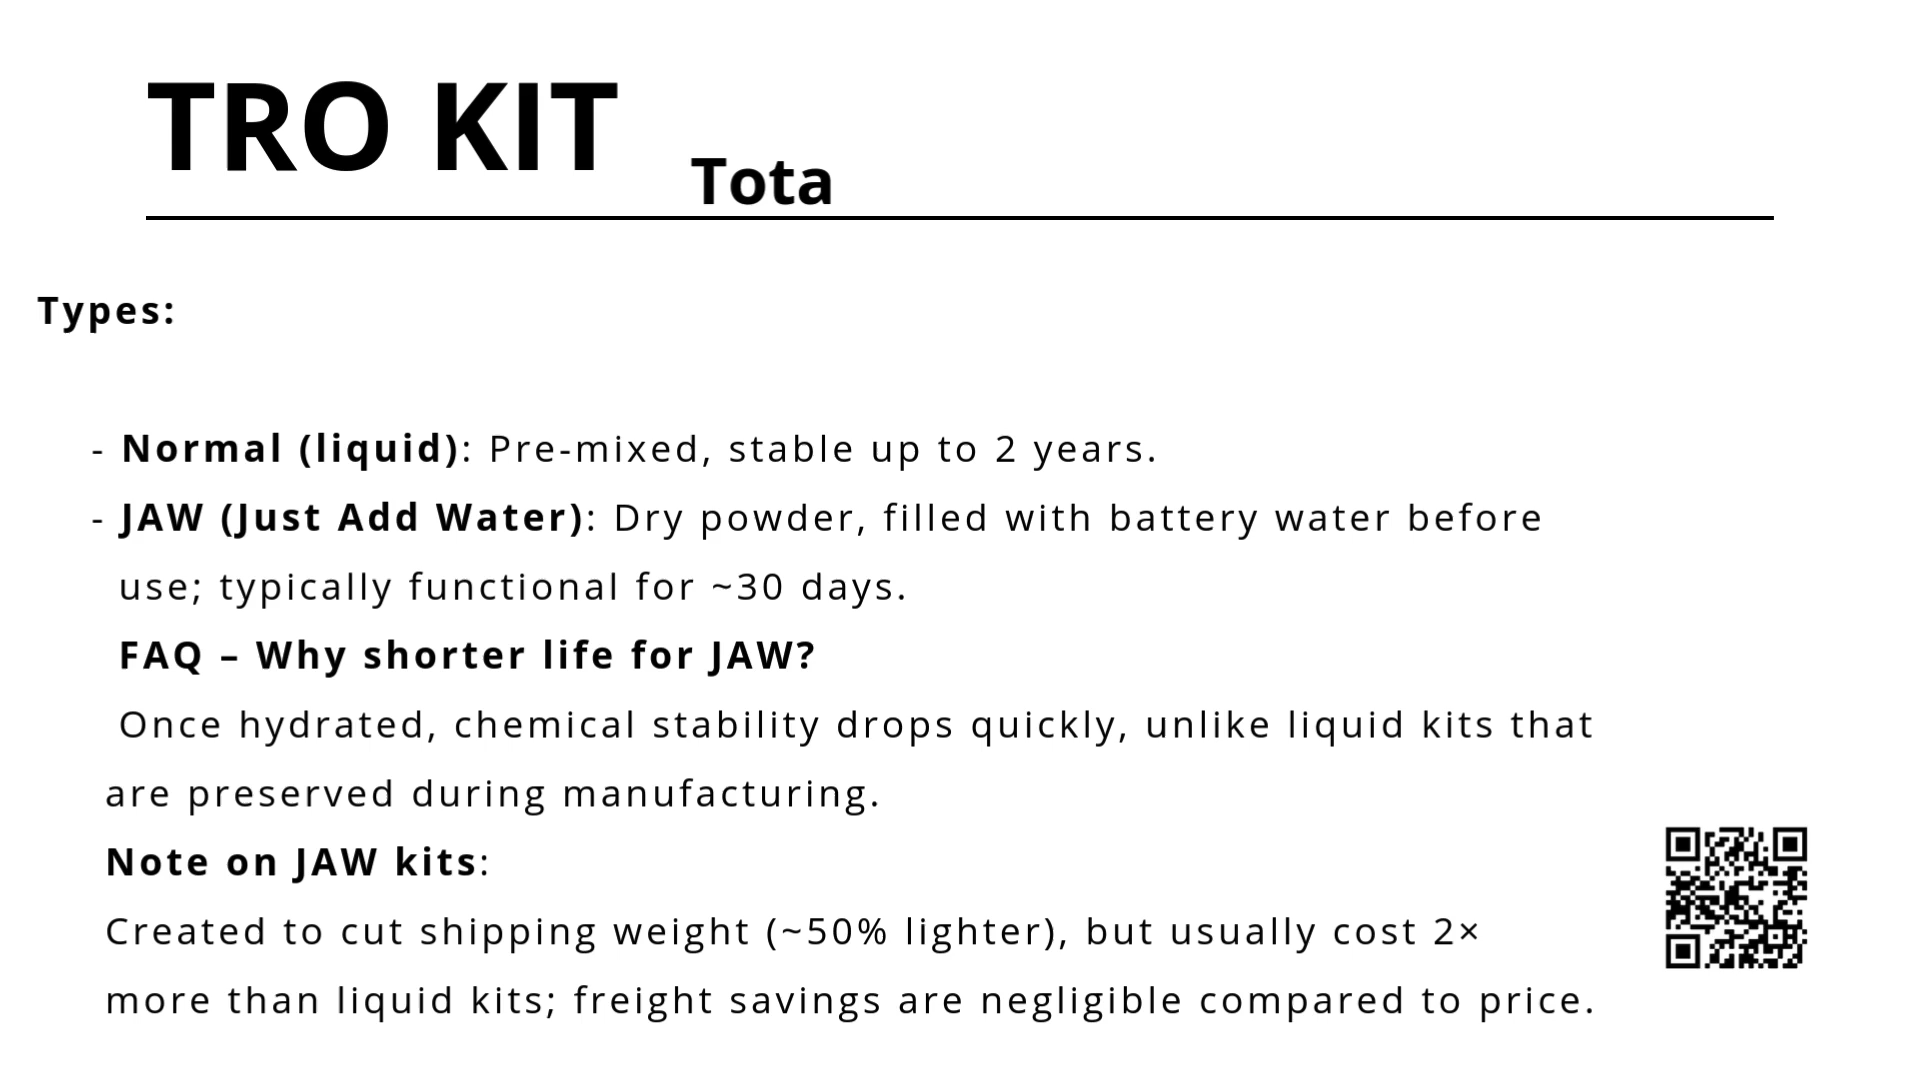 TRO KIT
Tota
Types:
- Normal (liquid): Pre-mixed, stable up to 2 years.
- JAW (Just Add Water): Dry powder, filled with battery water before
use; typically functional for ~30 days.
FAQ – Why shorter life for JAW?
Once hydrated, chemical stability drops quickly, unlike liquid kits that
are preserved during manufacturing.
Note on JAW kits:
Created to cut shipping weight (~50% lighter), but usually cost 2×
more than liquid kits; freight savings are negligible compared to price.